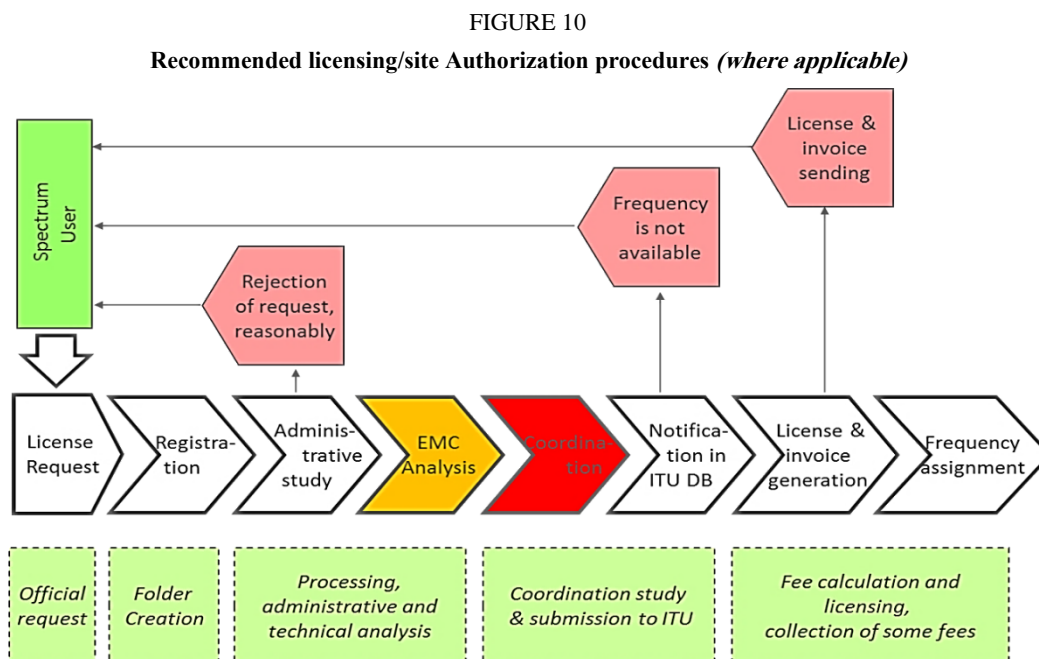 FIGURE 10
Recommended licensing/site Authorization procedures (where applicable)
License &
invoice
sending
Spectrum
User
Frequency
is not
available
Rejection
of request,
reasonably
License
Request
Registra-
tion
Adminis-
trative
study
EMC
Analysis
Coordina-
tion
Notifica-
tion in
ITU DB
License &
invoice
generation
Frequency
assignment
Official
request
Folder
Creation
Processing,
administrative and
technical analysis
Coordination study
& submission to ITU
Fee calculation and
licensing,
collection of some fees